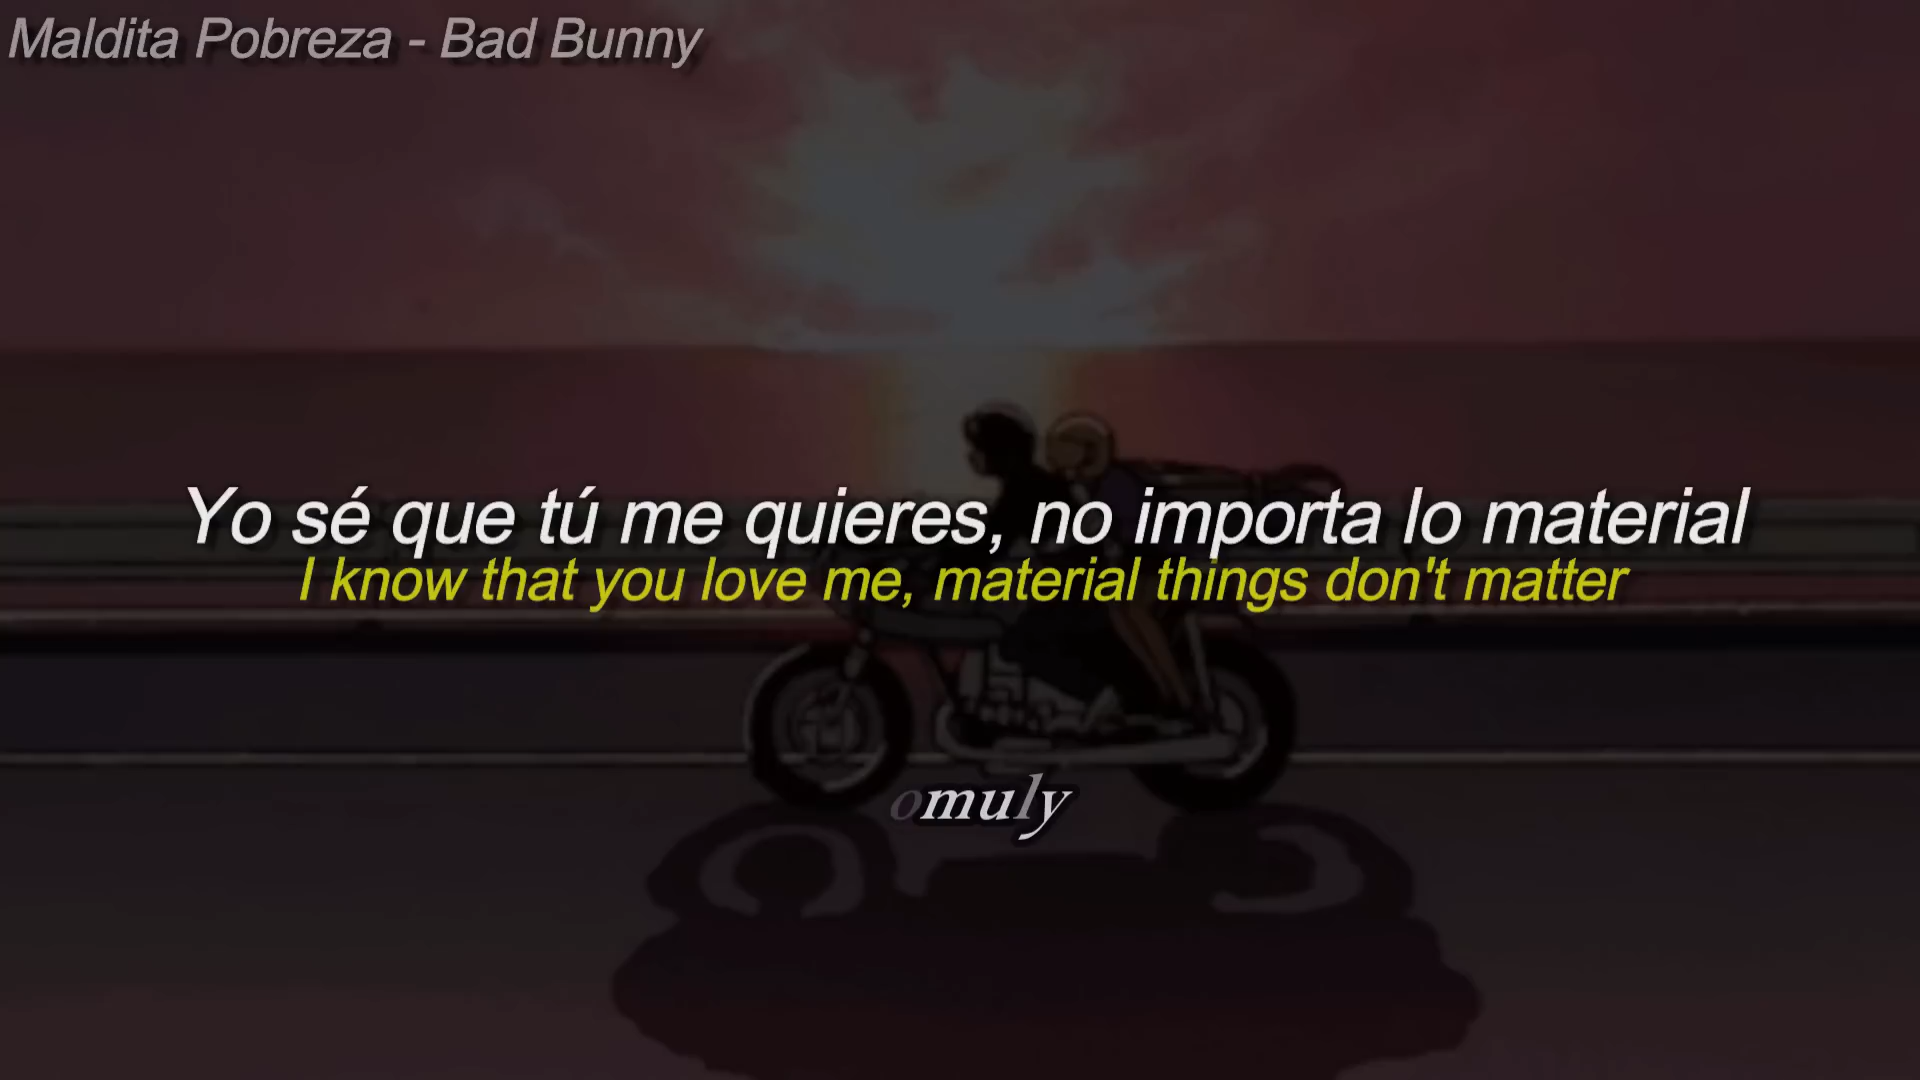 Maldita Pobreza - Bad Bunny
Yo sé que tú me quieres, no importa lo material
I know that you love me, material things don't matter
omuly